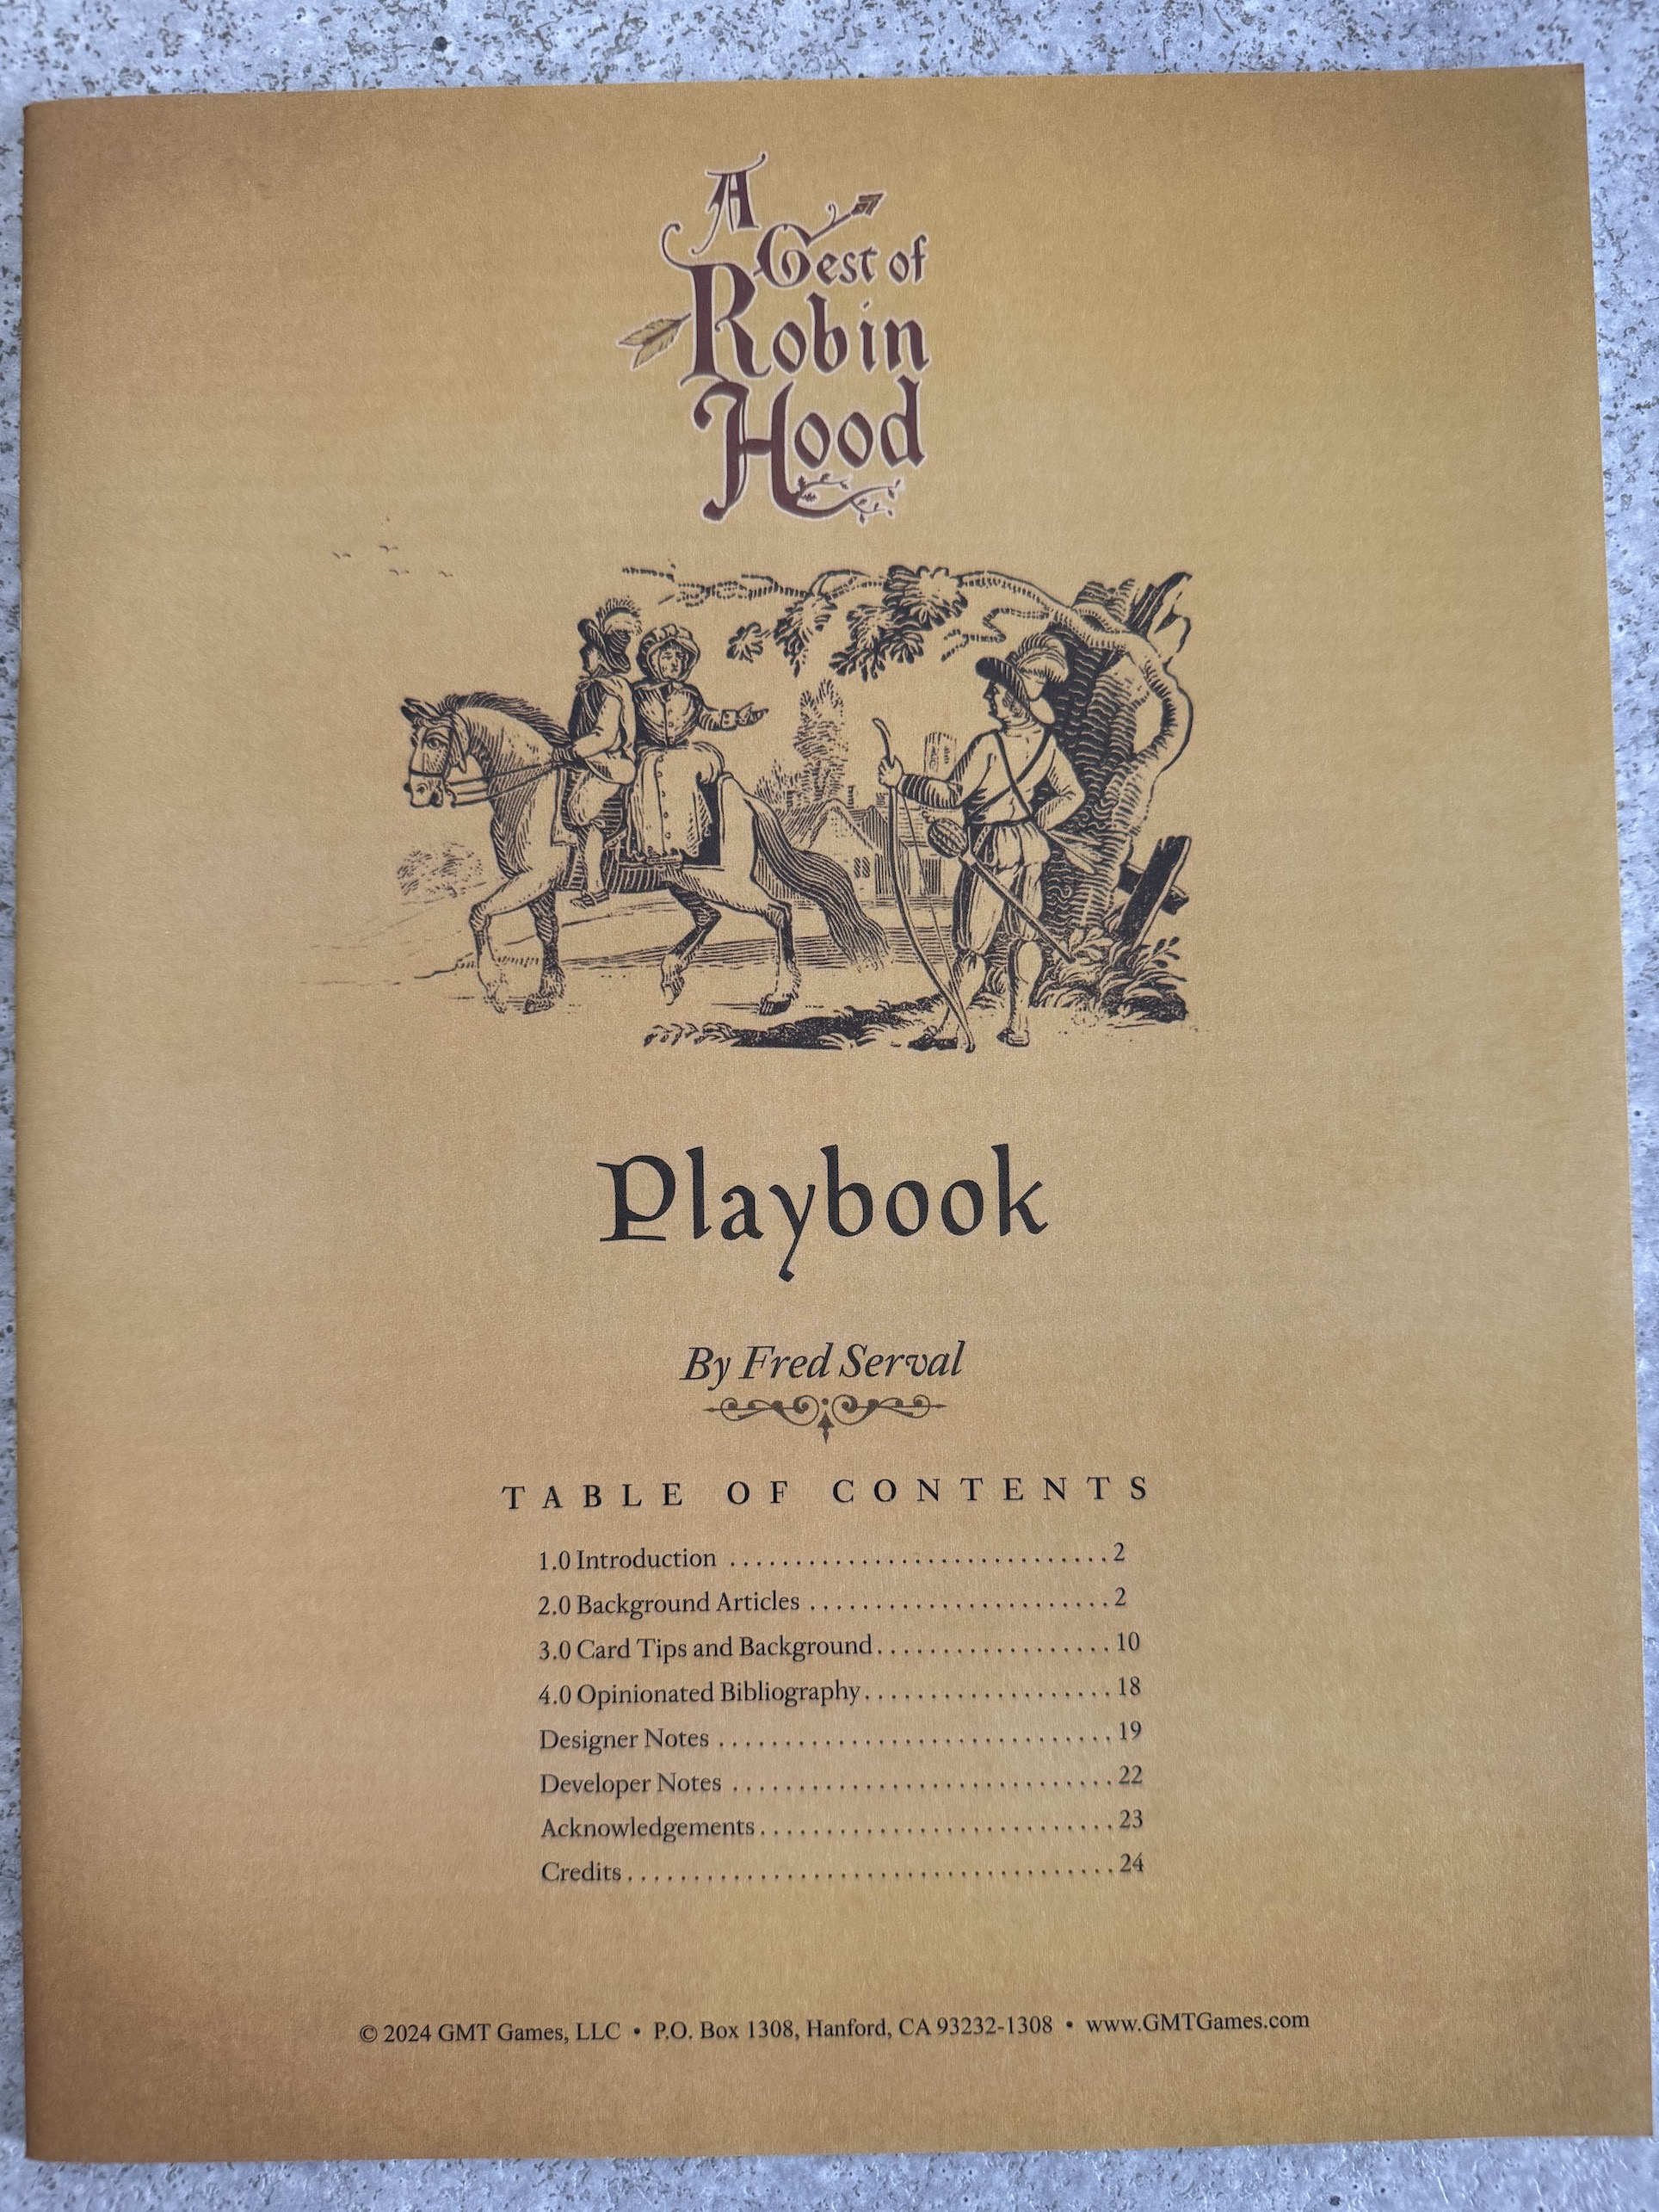 A
Gest of
Robin
Hood
Playbook
By Fred Serval
TABLE OF CONTENTS
1.0 Introduction ............................. 2
2.0 Background Articles ....................... 2
3.0 Card Tips and Background.................. 10
4.0 Opinionated Bibliography................... 18
Designer Notes .............................. 19
Developer Notes ............................. 22
Acknowledgements........................... 23
Credits..................................... 24
© 2024 GMT Games, LLC • P.O. Box 1308, Hanford, CA 93232-1308 • www.GMTGames.com